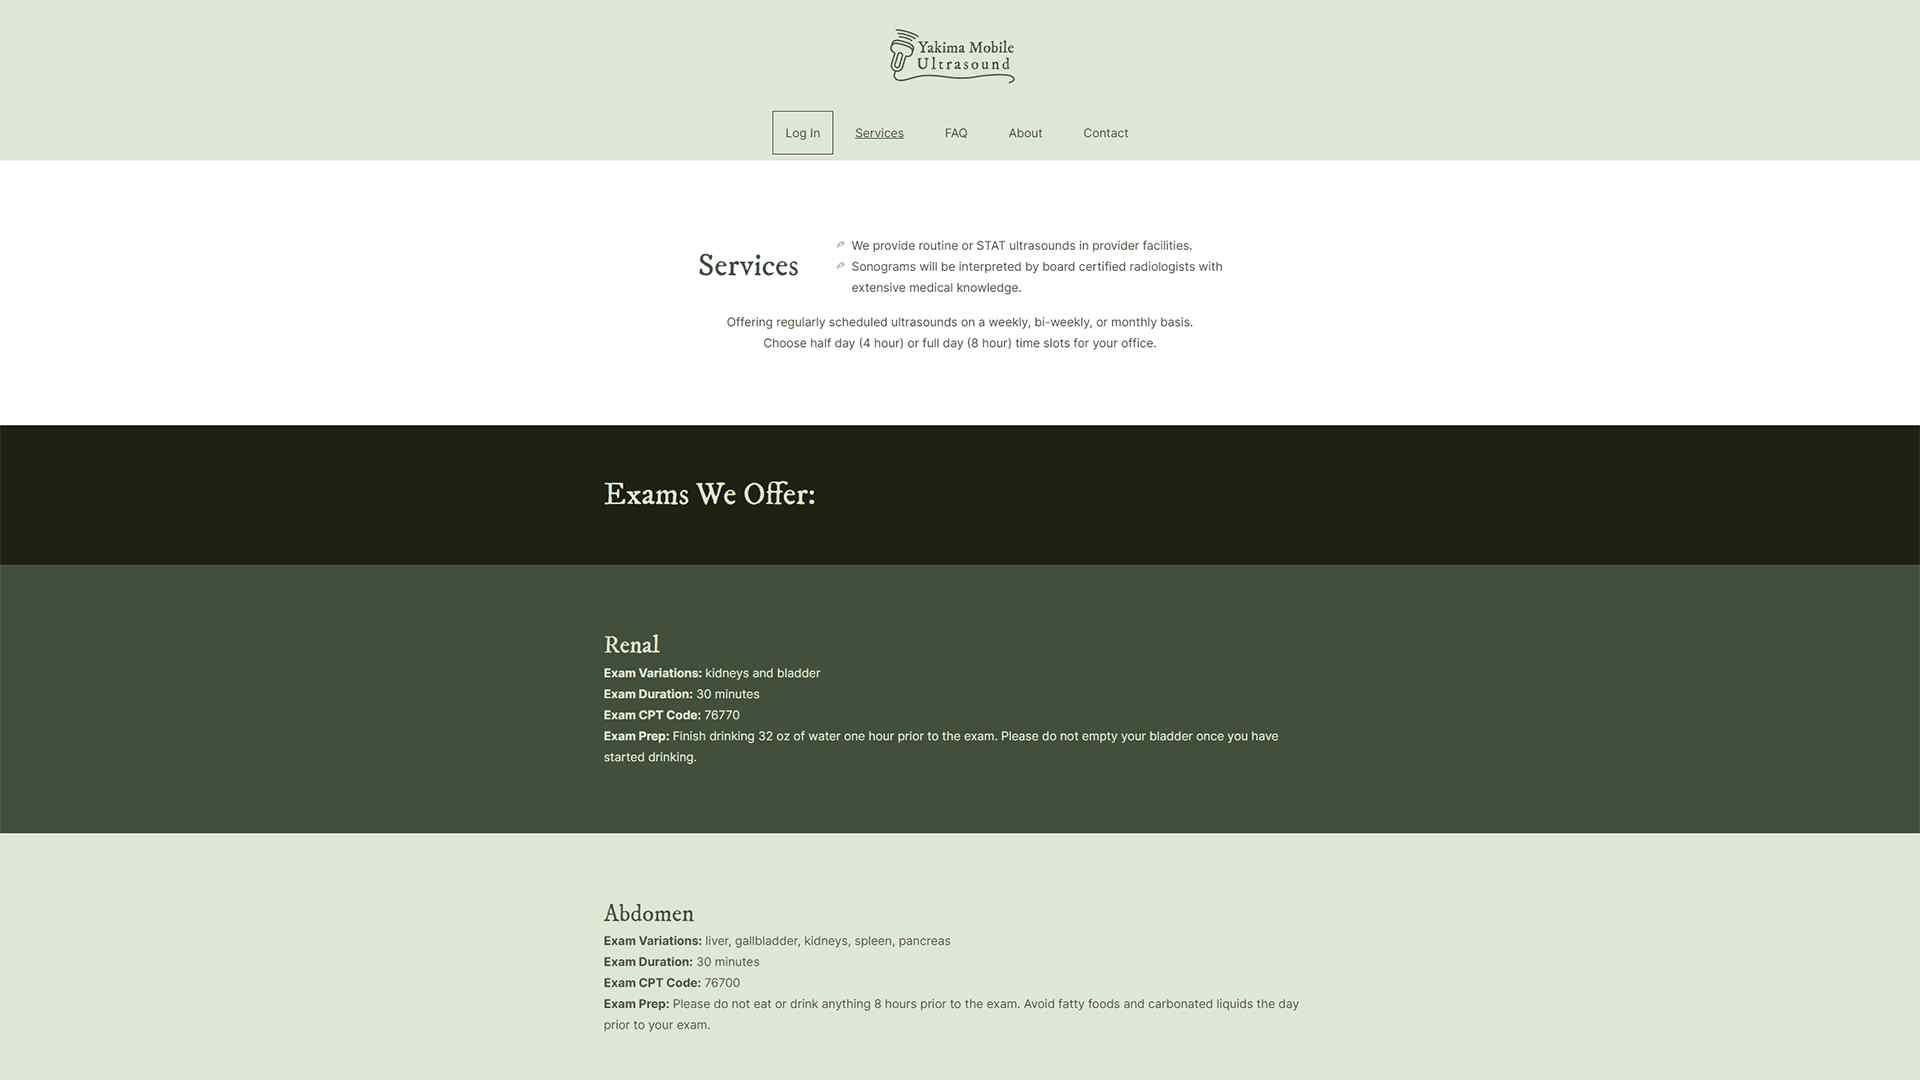 Yakima Mobile
Ultrasound
Log In
Services
FAQ
About
Contact
Services
We provide routine or STAT ultrasounds in provider facilities.
Sonograms will be interpreted by board certified radiologists with
extensive medical knowledge.
Offering regularly scheduled ultrasounds on a weekly, bi-weekly, or monthly basis.
Choose half day (4 hour) or full day (8 hour) time slots for your office.
Exams We Offer:
Renal
Exam Variations: kidneys and bladder
Exam Duration: 30 minutes
Exam CPT Code: 76770
Exam Prep: Finish drinking 32 oz of water one hour prior to the exam. Please do not empty your bladder once you have
started drinking.
Abdomen
Exam Variations: liver, gallbladder, kidneys, spleen, pancreas
Exam Duration: 30 minutes
Exam CPT Code: 76700
Exam Prep: Please do not eat or drink anything 8 hours prior to the exam. Avoid fatty foods and carbonated liquids the day
prior to your exam.